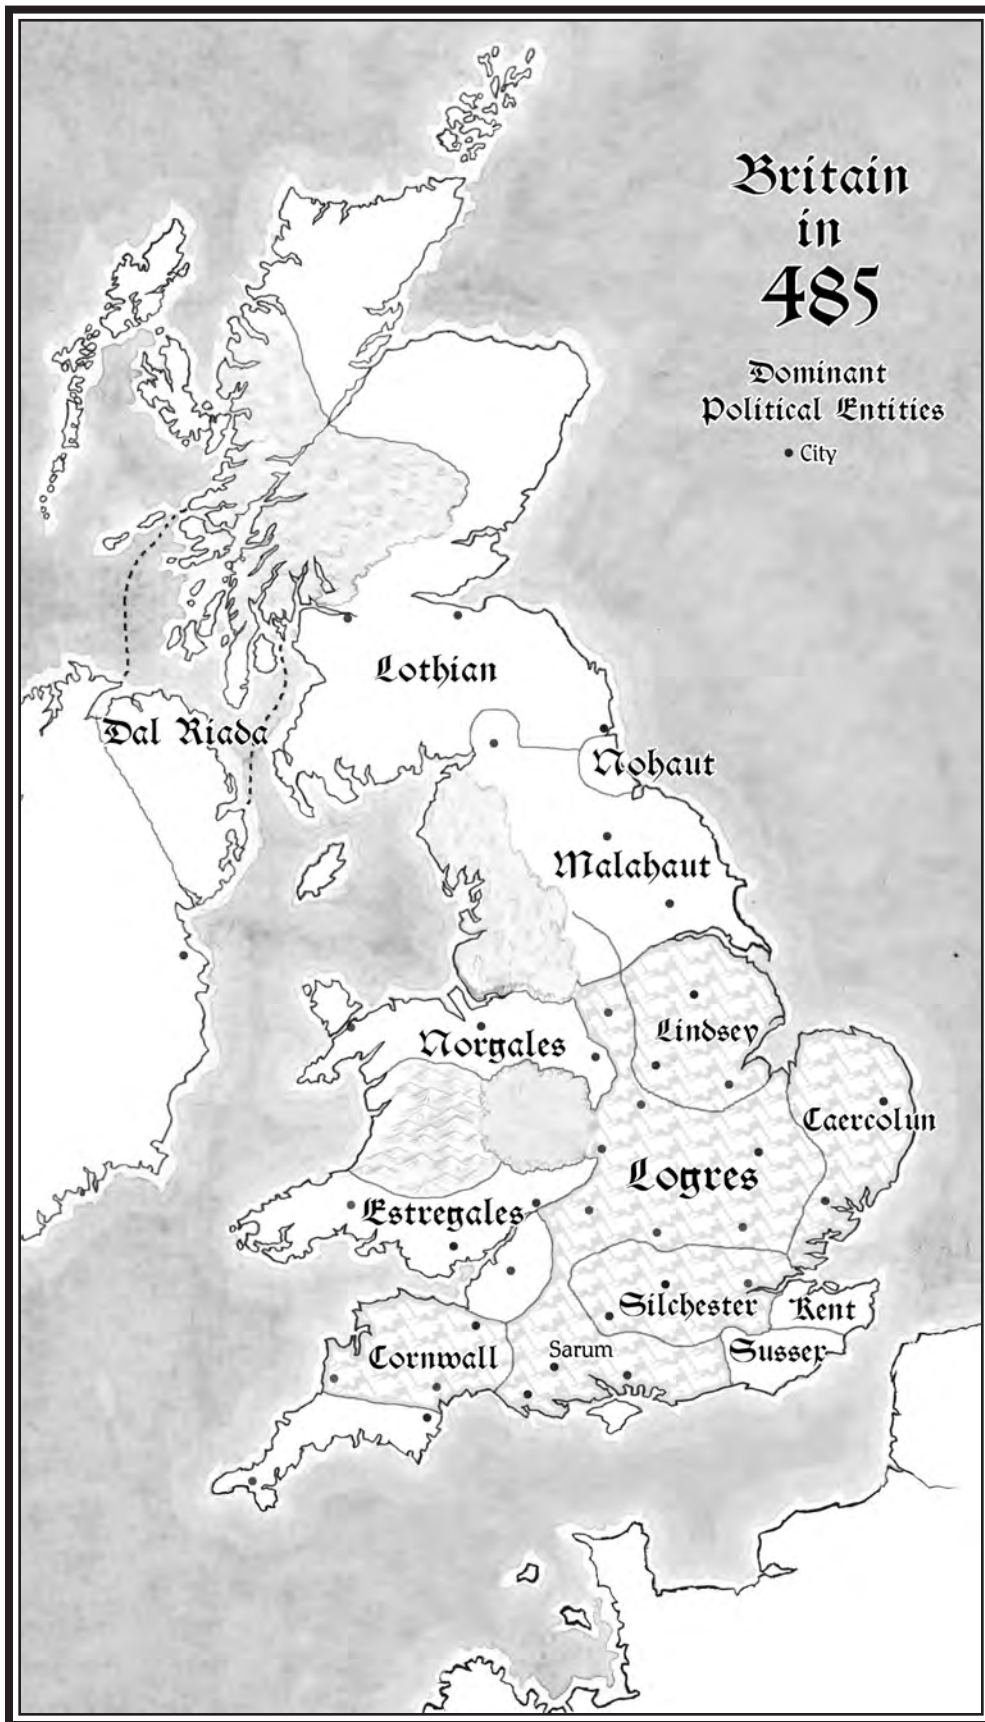 Britain
in
485
Dominant
Political Entities
• City
Lothian
Dal Riada
Nohaut
Malahaut
Lindsey
Norgales
Caercolun
Logres
Estregales
Silchester
Kent
Sarum
Sussex
Cornwall